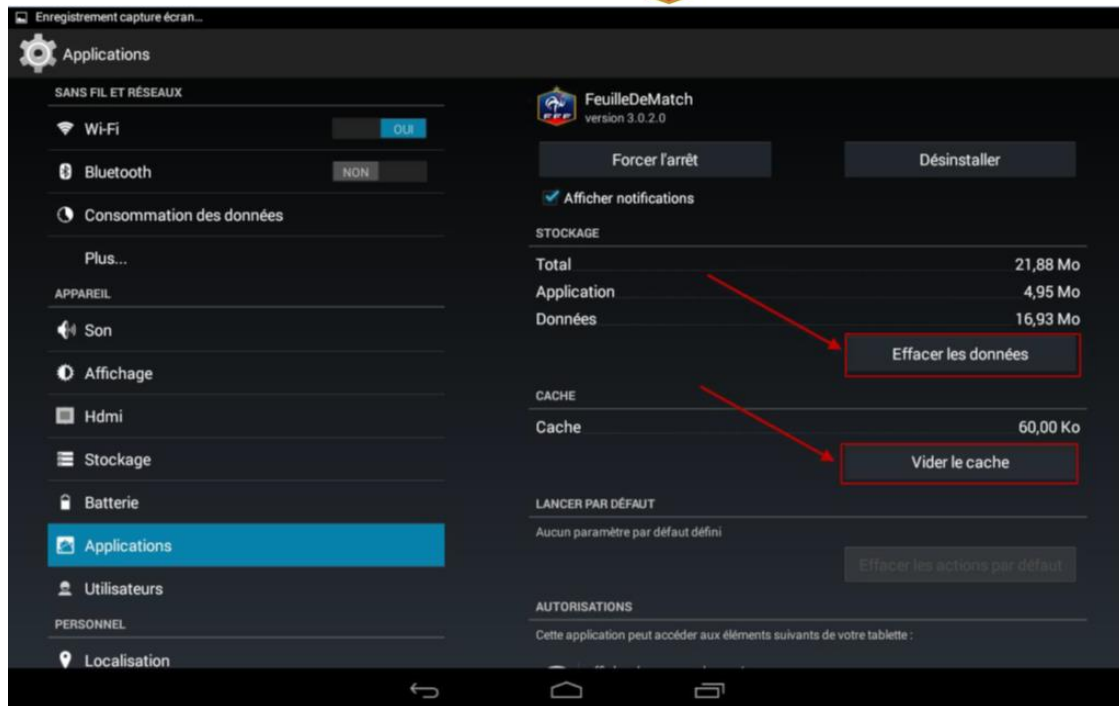 Enregistrement capture écran...
Applications
SANS FIL ET RÉSEAUX
Wi-Fi
OUI
Bluetooth
NON
Consommation des données
Plus...
APPAREIL
Son
Affichage
Hdmi
Stockage
Batterie
Applications
Utilisateurs
PERSONNEL
Localisation
FFF
FeuilleDeMatch
version 3.0.2.0
Forcer l'arrêt
Désinstaller
Afficher notifications
STOCKAGE
Total 21,88 Mo
Application 4,95 Mo
Données 16,93 Mo
Effacer les données
CACHE
Cache 60,00 Ko
Vider le cache
LANCER PAR DÉFAUT
Aucun paramètre par défaut défini
Effacer les actions par défaut
AUTORISATIONS
Cette application peut accéder aux éléments suivants de votre tablette :